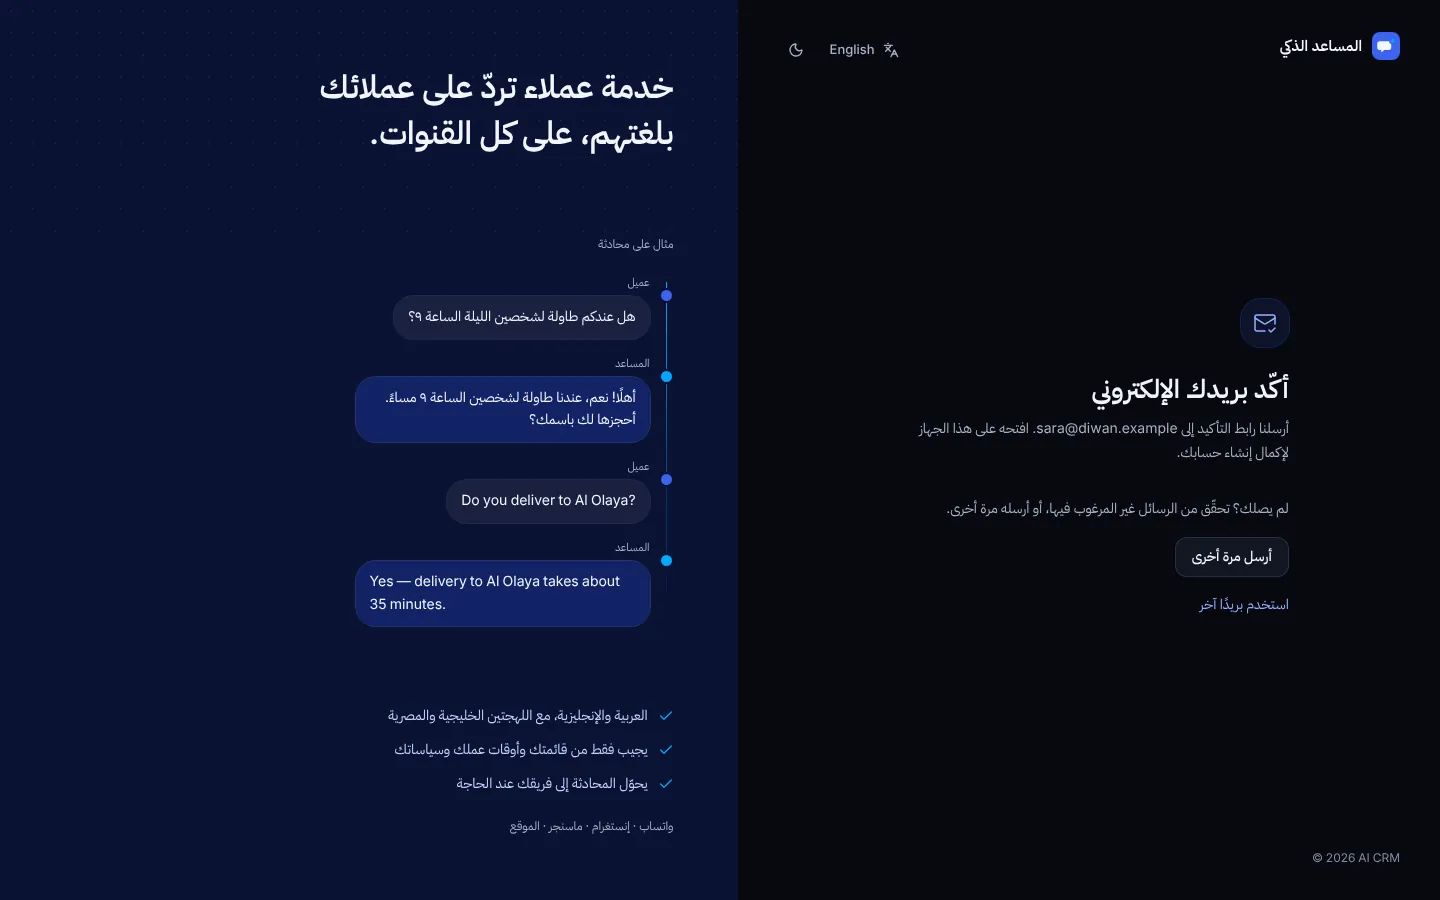 المساعد الذكي
English
أكّد بريدك الإلكتروني
أرسلنا رابط التأكيد إلى sara@diwan.example. افتحه على هذا الجهاز
لإكمال إنشاء حسابك.
لم يصلك؟ تحقّق من الرسائل غير المرغوب فيها، أو أرسله مرة أخرى.
أرسل مرة أخرى
استخدم بريدًا آخر
© 2026 AI CRM
خدمة عملاء تردّ على عملائك
بلغتهم، على كل القنوات.
مثال على محادثة
عميل
هل عندكم طاولة لشخصين الليلة الساعة ٩؟
المساعد
أهلًا! نعم، عندنا طاولة لشخصين الساعة ٩ مساءً.
أحجزها لك باسمك؟
عميل
Do you deliver to Al Olaya?
المساعد
Yes — delivery to Al Olaya takes about
35 minutes.
العربية والإنجليزية، مع اللهجتين الخليجية والمصرية
يجيب فقط من قائمتك وأوقات عملك وسياساتك
يحوّل المحادثة إلى فريقك عند الحاجة
واتساب · إنستغرام · ماسنجر · الموقع